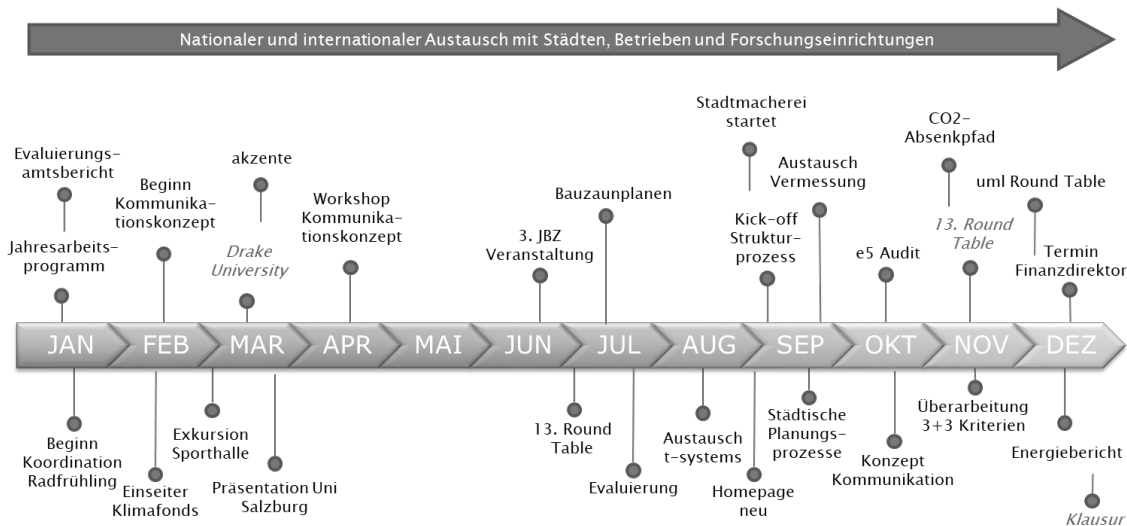 Nationaler und internationaler Austausch mit Städten, Betrieben und Forschungseinrichtungen
Evaluierungs-
amtsbericht
Jahresarbeits-
programm
Beginn
Kommunik-
ationskonzept
akzente
Drake
University
Workshop
Kommunika-
tionskonzept
3. JBZ
Veranstaltung
Bauzaunplanen
Stadtmacherei
startet
Kick-off
Struktur-
prozess
Austausch
Vermessung
e5 Audit
CO2-
Absenkpfad
13. Round
Table
uml Round Table
Termin
Finanzdirektor
JAN
FEB
MAR
APR
MAI
JUN
JUL
AUG
SEP
OKT
NOV
DEZ
Beginn
Koordination
Radfrühling
Einseiter
Klimafonds
Exkursion
Sporthalle
Präsentation Uni
Salzburg
13. Round
Table
Evaluierung
Austausch
t-systems
Homepage
neu
Städtische
Planungs-
prozesse
Konzept
Kommunikation
Überarbeitung
3+3 Kriterien
Energiebericht
Klausur